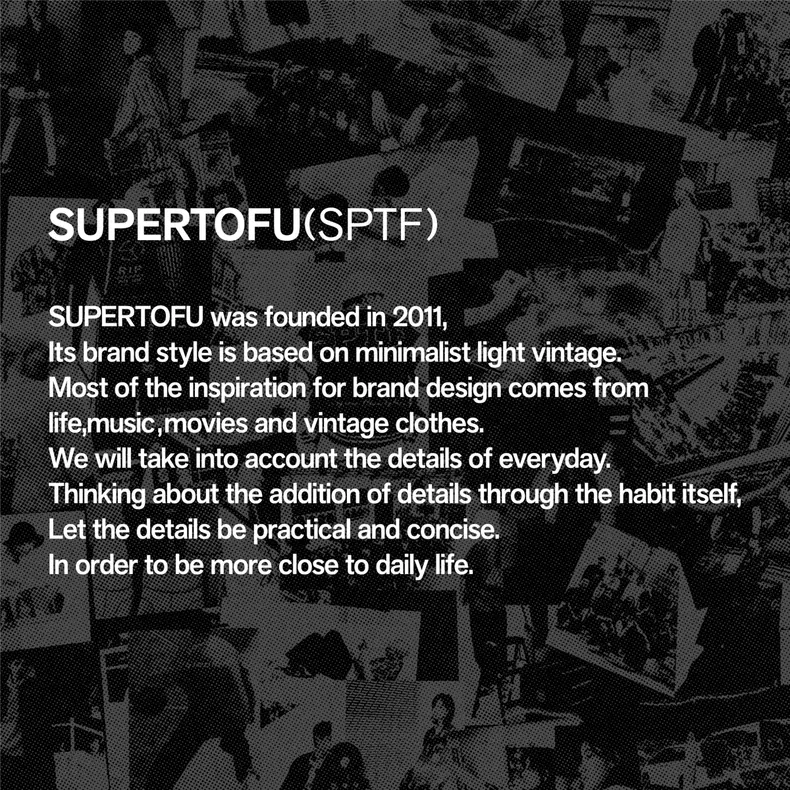 SUPERTOFU(SPTF)
SUPERTOFU was founded in 2011,
Its brand style is based on minimalist light vintage.
Most of the inspiration for brand design comes from
life,music,movies and vintage clothes.
We will take into account the details of everyday.
Thinking about the addition of details through the habit itself,
Let the details be practical and concise.
In order to be more close to daily life.